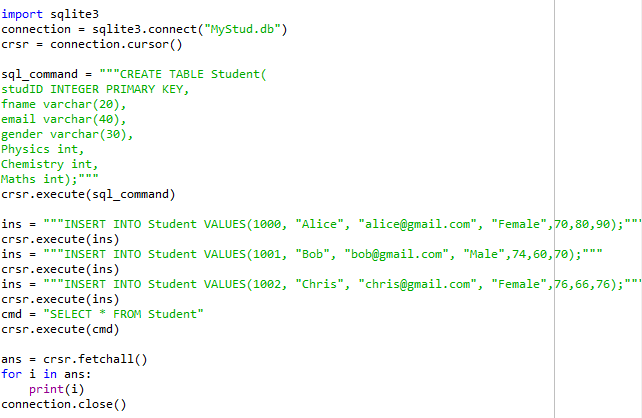 import sqlite3
connection = sqlite3.connect("MyStud.db")
crsr = connection.cursor()

sql_command = """CREATE TABLE Student(
studID INTEGER PRIMARY KEY,
fname varchar(20),
email varchar(40),
gender varchar(30),
Physics int,
Chemistry int,
Maths int);"""
crsr.execute(sql_command)

ins = """INSERT INTO Student VALUES(1000, "Alice", "alice@gmail.com", "Female",70,80,90);"""
crsr.execute(ins)
ins = """INSERT INTO Student VALUES(1001, "Bob", "bob@gmail.com", "Male",74,60,70);"""
crsr.execute(ins)
ins = """INSERT INTO Student VALUES(1002, "Chris", "chris@gmail.com", "Female",76,66,76);"""
crsr.execute(ins)
cmd = "SELECT * FROM Student"
crsr.execute(cmd)

ans = crsr.fetchall()
for i in ans:
    print(i)
connection.close()